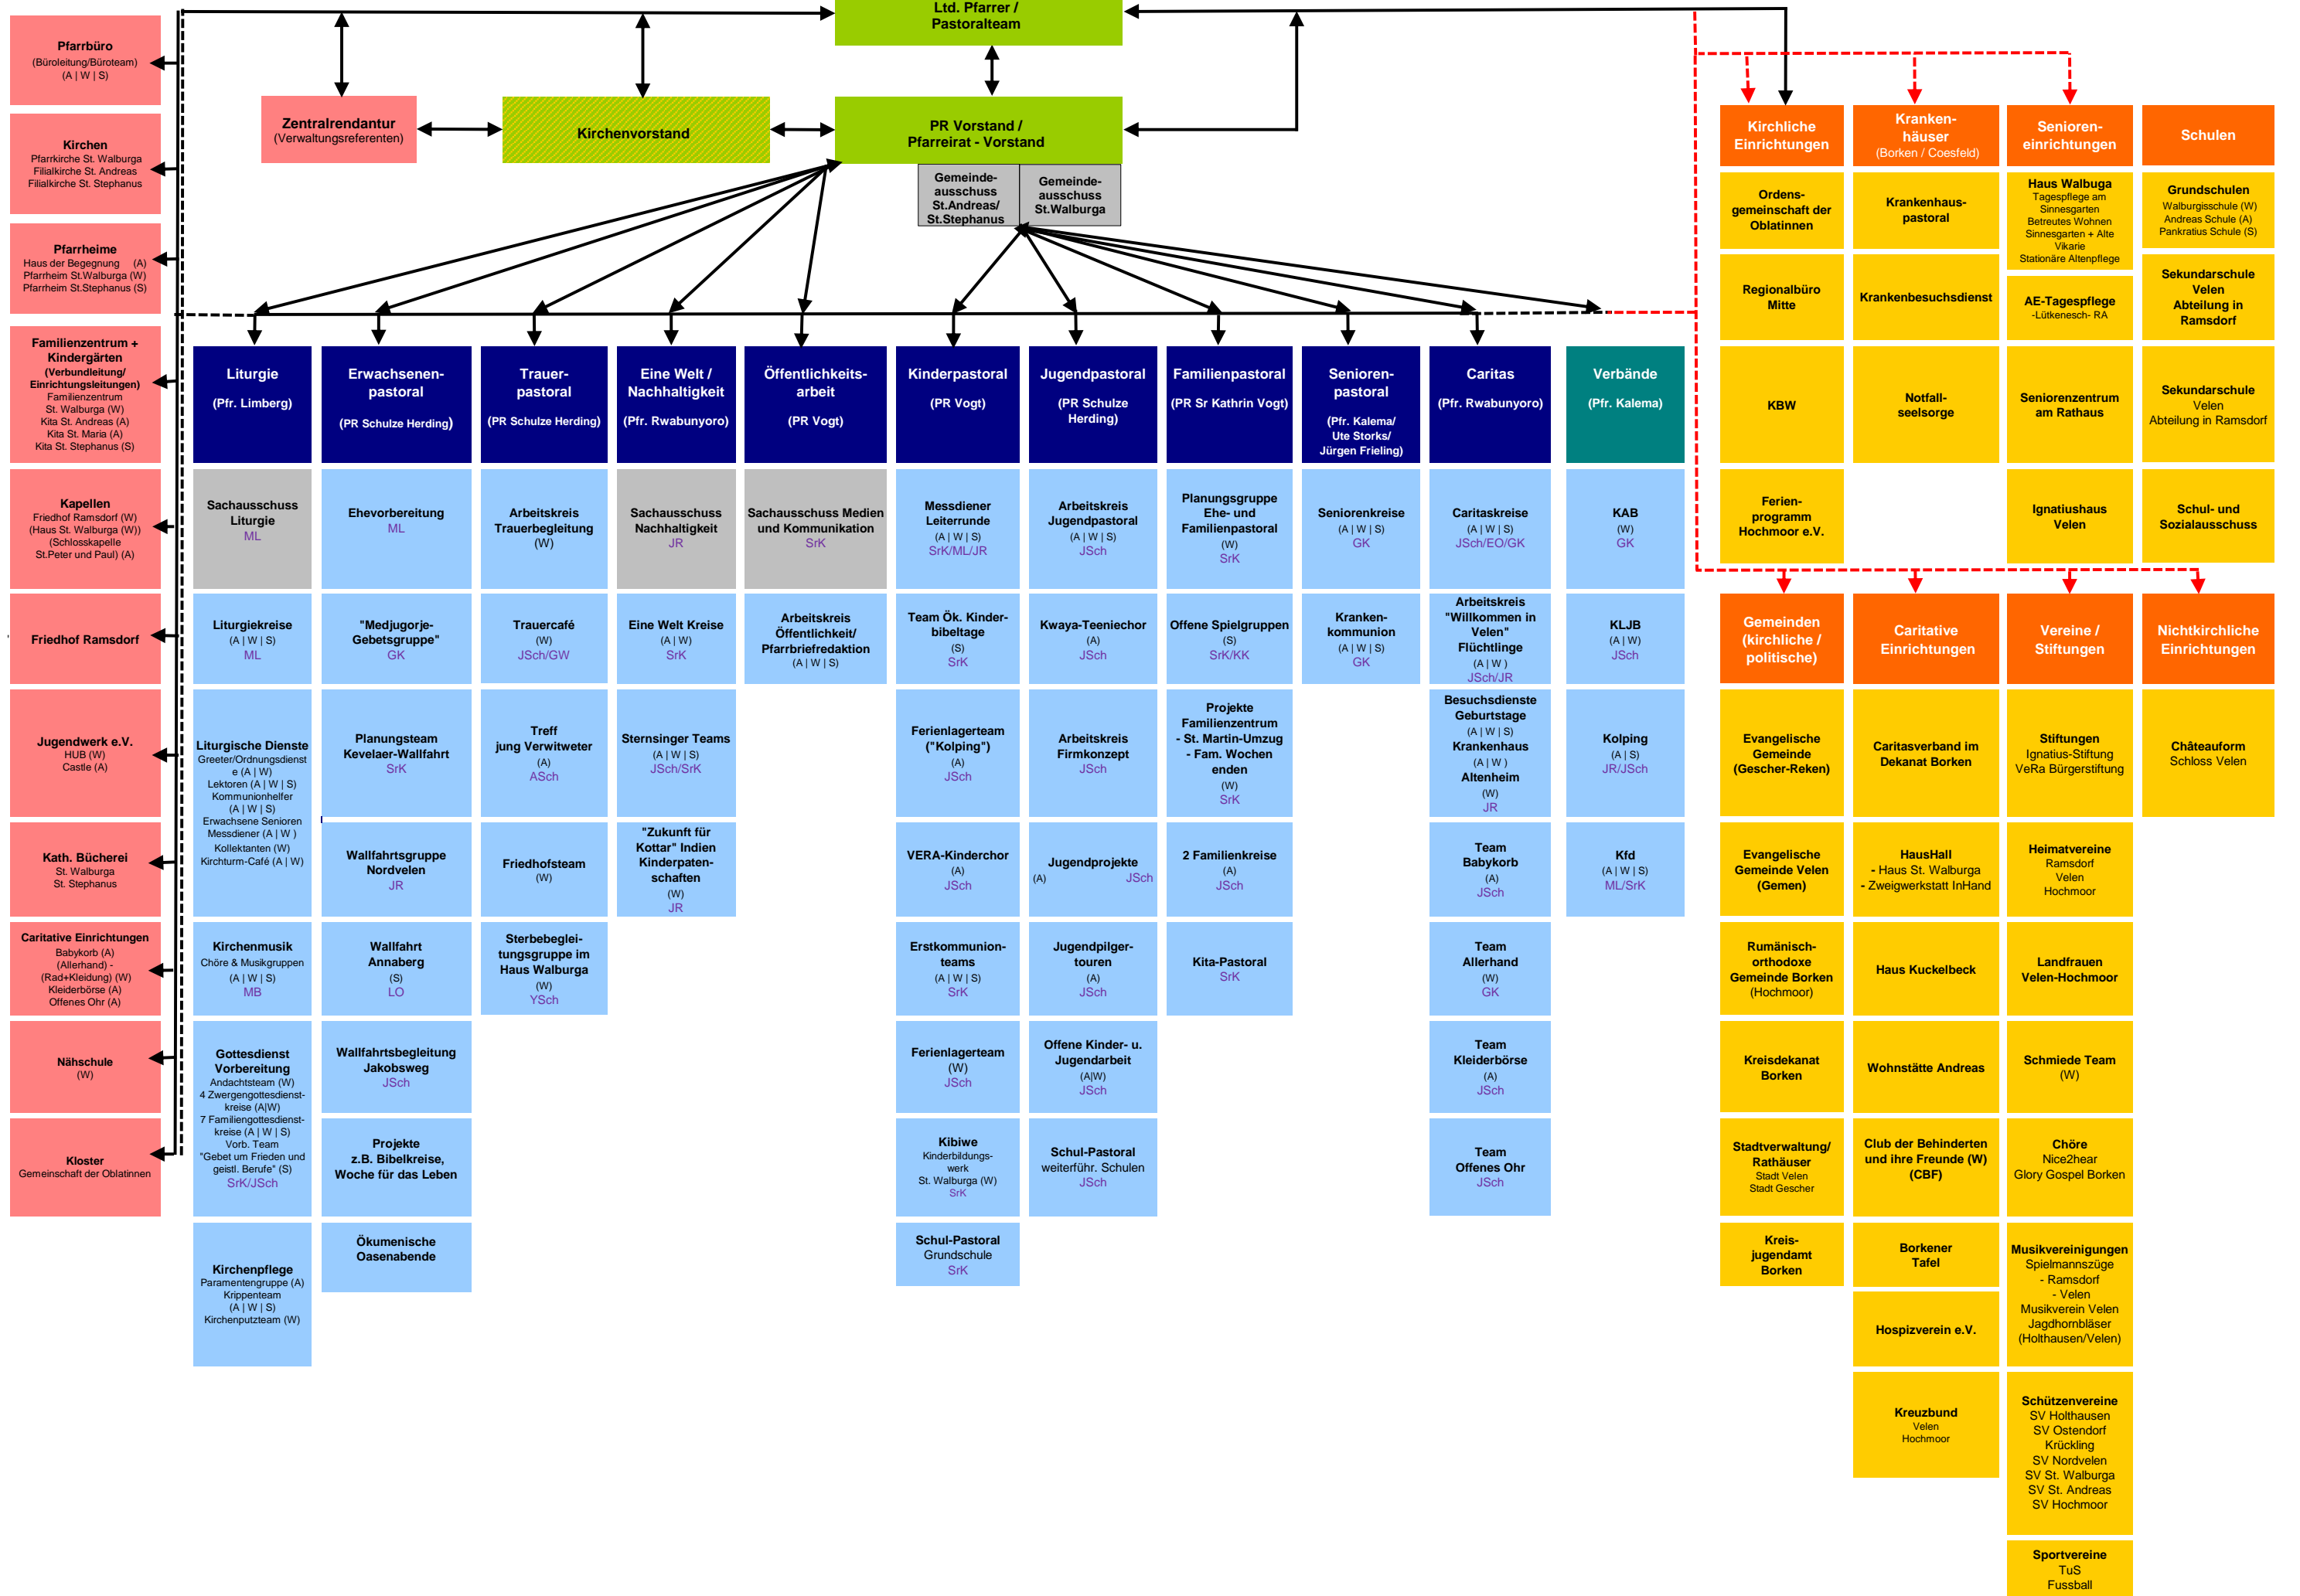 Ltd. Pfarrer /
Pastoralteam
Zentralrendantur
(Verwaltungsreferenten)
Kirchenvorstand
PR Vorstand /
Pfarreirat - Vorstand
Gemeinde-
ausschuss
St.Andreas/
St.Stephanus
Gemeinde-
ausschuss
St.Walburga
Pfarrbüro
(Büroleitung/Büroteam)
(A | W | S)
Kirchen
Pfarrkirche St. Walburga
Filialkirche St. Andreas
Filialkirche St. Stephanus
Pfarrheime
Haus der Begegnung (A)
Pfarrheim St.Walburga (W)
Pfarrheim St.Stephanus (S)
Familienzentrum +
Kindergärten
(Verbundleitung/
Einrichtungsleitungen)
Familienzentrum
St. Walburga (W)
Kita St. Andreas (A)
Kita St. Maria (A)
Kita St. Stephanus (S)
Kapellen
Friedhof Ramsdorf (W)
(Haus St. Walburga (W))
(Schlosskapelle
St.Peter und Paul) (A)
Friedhof Ramsdorf
Jugendwerk e.V.
HUB (W)
Castle (A)
Kath. Bücherei
St. Walburga
St. Stephanus
Caritative Einrichtungen
Babykorb (A)
(Allerhand) -
(Rad+Kleidung) (W)
Kleiderbörse (A)
Offenes Ohr (A)
Nähschule
(W)
Kloster
Gemeinschaft der Oblatinnen
Liturgie
(Pfr. Limberg)
Sachausschuss
Liturgie
ML
Liturgiekreise
(A | W | S)
ML
Liturgische Dienste
Greeter/Ordnungsdienst
e (A | W)
Lektoren (A | W | S)
Kommunionhelfer
(A | W | S)
Erwachsene Senioren
Messdiener (A | W )
Kollektanten (W)
Kirchturm-Café (A | W)
Kirchenmusik
Chöre & Musikgruppen
(A | W | S)
MB
Gottesdienst
Vorbereitung
Andachtsteam (W)
4 Zwergengottesdienst-
kreise (A|W)
7 Familiengottesdienst-
kreise (A | W | S)
Vorb. Team
"Gebet um Frieden und
geistl. Berufe" (S)
SrK/JSch
Kirchenpflege
Paramentengruppe (A)
Krippenteam
(A | W | S)
Kirchenputzteam (W)
Erwachsenen-
pastoral
(PR Schulze Herding)
Ehevorbereitung
ML
"Medjugorje-
Gebetsgruppe"
GK
Planungsteam
Kevelaer-Wallfahrt
SrK
Wallfahrtsgruppe
Nordvelen
JR
Wallfahrt
Annaberg
(S)
LO
Wallfahrtsbegleitung
Jakobsweg
JSch
Projekte
z.B. Bibelkreise,
Woche für das Leben
Ökumenische
Oasenabende
Trauer-
pastoral
(PR Schulze Herding)
Arbeitskreis
Trauerbegleitung
(W)
Trauercafé
(W)
JSch/GW
Treff
jung Verwitweter
(A)
ASch
Friedhofsteam
(W)
Sterbebeglei-
tungsgruppe im
Haus Walburga
(W)
YSch
Eine Welt /
Nachhaltigkeit
(Pfr. Rwabunyoro)
Sachausschuss
Nachhaltigkeit
JR
Eine Welt Kreise
(A | W)
SrK
Sternsinger Teams
(A | W | S)
JSch/SrK
"Zukunft für
Kottar" Indien
Kinderpaten-
schaften
(W)
JR
Öffentlichkeits-
arbeit
(PR Vogt)
Sachausschuss Medien
und Kommunikation
SrK
Arbeitskreis
Öffentlichkeit/
Pfarrbriefredaktion
(A | W | S)
Kinderpastoral
(PR Vogt)
Messdiener
Leiterrunde
(A | W | S)
SrK/ML/JR
Team Ök. Kinder-
bibeltage
(S)
SrK
Ferienlagerteam
("Kolping")
(A)
JSch
VERA-Kinderchor
(A)
JSch
Erstkommunion-
teams
(A | W | S)
SrK
Ferienlagerteam
(W)
JSch
Kibiwe
Kinderbildungs-
werk
St. Walburga (W)
SrK
Schul-Pastoral
Grundschule
SrK
Jugendpastoral
(PR Schulze
Herding)
Arbeitskreis
Jugendpastoral
(A | W | S)
JSch
Kwaya-Teeniechor
(A)
JSch
Arbeitskreis
Firmkonzept
JSch
Jugendprojekte
(A) JSch
Jugendpilger-
touren
(A)
JSch
Offene Kinder- u.
Jugendarbeit
(A|W)
JSch
Schul-Pastoral
weiterführ. Schulen
JSch
Familienpastoral
(PR Sr Kathrin Vogt)
Planungsgruppe
Ehe- und
Familienpastoral
(W)
SrK
Offene Spielgruppen
(S)
SrK/KK
Projekte
Familienzentrum
- St. Martin-Umzug
- Fam. Wochen
enden
(W)
SrK
2 Familienkreise
(A)
JSch
Kita-Pastoral
SrK
Senioren-
pastoral
(Pfr. Kalema/
Ute Storks/
Jürgen Frieling)
Seniorenkreise
(A | W | S)
GK
Kranken-
kommunion
(A | W | S)
GK
Caritas
(Pfr. Rwabunyoro)
Caritaskreise
(A | W | S)
JSch/EO/GK
Arbeitskreis
"Willkommen in
Velen"
Flüchtlinge
(A | W )
JSch/JR
Besuchsdienste
Geburtstage
(A | W | S)
Krankenhaus
(A | W )
Altenheim
(W)
JR
Team
Babykorb
(A)
JSch
Team
Allerhand
(W)
GK
Team
Kleiderbörse
(A)
JSch
Team
Offenes Ohr
JSch
Verbände
(Pfr. Kalema)
KAB
(W)
GK
KLJB
(A | W)
JSch
Kolping
(A | S)
JR/JSch
Kfd
(A | W | S)
ML/SrK
Kirchliche
Einrichtungen
Ordens-
gemeinschaft der
Oblatinnen
Regionalbüro
Mitte
KBW
Ferien-
programm
Hochmoor e.V.
Kranken-
häuser
(Borken / Coesfeld)
Krankenhaus-
pastoral
Krankenbesuchsdienst
Notfall-
seelsorge
Senioren-
einrichtungen
Haus Walbuga
Tagespflege am
Sinnesgarten
Betreutes Wohnen
Sinnesgarten + Alte
Vikarie
Stationäre Altenpflege
AE-Tagespflege
-Lütkenesch- RA
Seniorenzentrum
am Rathaus
Ignatiushaus
Velen
Schulen
Grundschulen
Walburgisschule (W)
Andreas Schule (A)
Pankratius Schule (S)
Sekundarschule
Velen
Abteilung in
Ramsdorf
Sekundarschule
Velen
Abteilung in Ramsdorf
Schul- und
Sozialausschuss
Gemeinden
(kirchliche /
politische)
Evangelische
Gemeinde
(Gescher-Reken)
Evangelische
Gemeinde Velen
(Gemen)
Rumänisch-
orthodoxe
Gemeinde Borken
(Hochmoor)
Kreisdekanat
Borken
Stadtverwaltung/
Rathäuser
Stadt Velen
Stadt Gescher
Kreis-
jugendamt
Borken
Caritative
Einrichtungen
Caritasverband im
Dekanat Borken
HausHall
- Haus St. Walburga
- Zweigwerkstatt InHand
Haus Kuckelbeck
Wohnstätte Andreas
Club der Behinderten
und ihre Freunde (W)
(CBF)
Borkener
Tafel
Hospizverein e.V.
Kreuzbund
Velen
Hochmoor
Vereine /
Stiftungen
Stiftungen
Ignatius-Stiftung
VeRa Bürgerstiftung
Heimatvereine
Ramsdorf
Velen
Hochmoor
Landfrauen
Velen-Hochmoor
Schmiede Team
(W)
Chöre
Nice2hear
Glory Gospel Borken
Musikvereinigungen
Spielmannszüge
- Ramsdorf
- Velen
Musikverein Velen
Jagdhornbläser
(Holthausen/Velen)
Schützenvereine
SV Holthausen
SV Ostendorf
Krückling
SV Nordvelen
SV St. Walburga
SV St. Andreas
SV Hochmoor
Sportvereine
TuS
Fussball
Nichtkirchliche
Einrichtungen
Châteauform
Schloss Velen